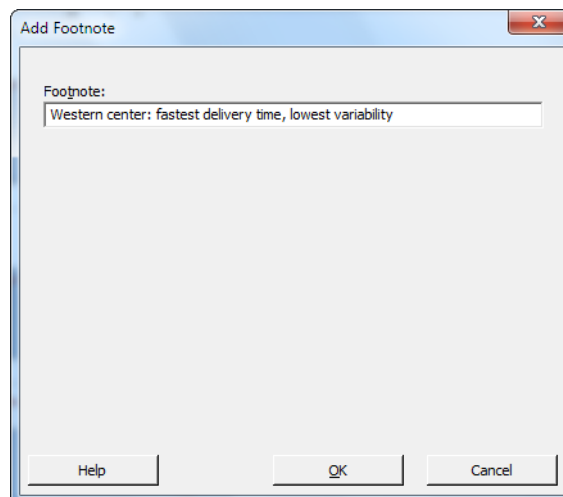 Add Footnote
Footnote:
Western center: fastest delivery time, lowest variability
Help
OK
Cancel